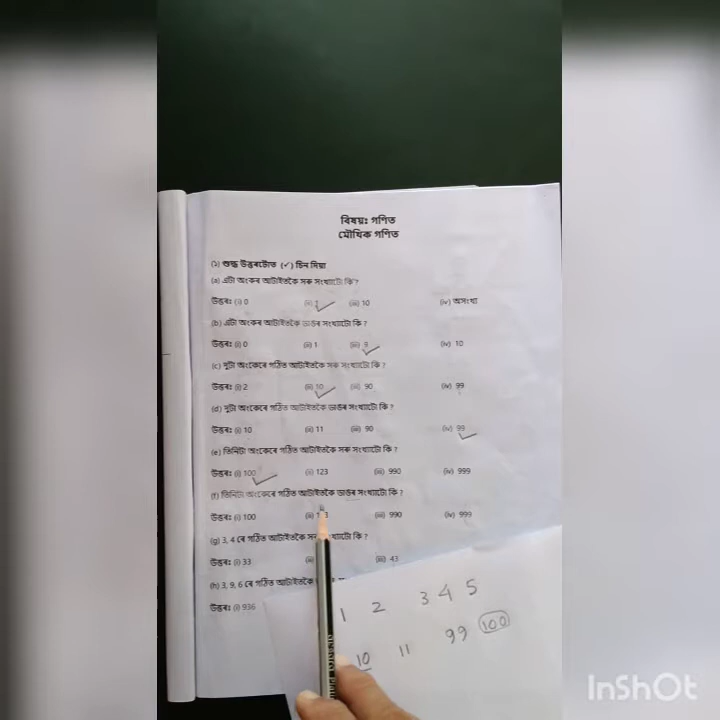 বিষয়ঃ গণিত
মৌখিক গণিত
(১) শুদ্ধ উত্তৰটোত (✓) চিন দিয়া
(a) এটা অংকৰ আটাইতকৈ সৰু সংখ্যাটো কি?
উত্তৰঃ (i) 0 (ii) 1 (iii) 10 (iv) অসংখ্য
(b) এটা অংকৰ আটাইতকৈ ডাঙৰ সংখ্যাটো কি ?
উত্তৰঃ (i) 0 (ii) 1 (iii) 9 (iv) 10
(c) দুটা অংকেৰে গঠিত আটাইতকৈ সৰু সংখ্যাটো কি ?
উত্তৰঃ (i) 2 (ii) 10 (iii) 90 (iv) 99
(d) দুটা অংকেৰে গঠিত আটাইতকৈ ডাঙৰ সংখ্যাটো কি ?
উত্তৰঃ (i) 10 (ii) 11 (iii) 90 (iv) 99
(e) তিনিটা অংকেৰে গঠিত আটাইতকৈ সৰু সংখ্যাটো কি ?
উত্তৰঃ (i) 100 (ii) 123 (iii) 990 (iv) 999
(f) তিনিটা অংকেৰে গঠিত আটাইতকৈ ডাঙৰ সংখ্যাটো কি ?
উত্তৰঃ (i) 100 (ii) (iii) 990 (iv) 999
(g) 3, 4 ৰে গঠিত আটাইতকৈ কি ?
উত্তৰঃ (i) 33 (iii) 43
(h) 3, 9, 6 ৰে গঠিত আটাইতকৈ
উত্তৰঃ (i) 936
1 2 3 4 5
10 11 99 100
InShOt